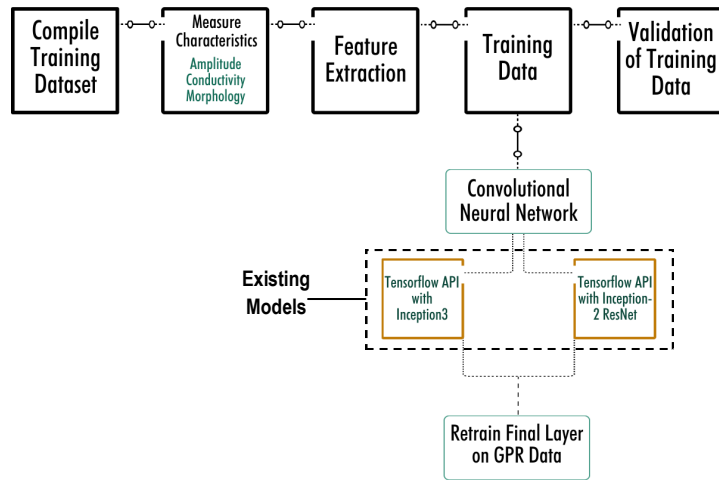 Compile
Training
Dataset
Measure
Characteristics
Amplitude
Conductivity
Morphology
Feature
Extraction
Training
Data
Validation
of Training
Data
Convolutional
Neural Network
Existing
Models
Tensorflow API
with
Inception3
Tensorflow API
with Inception-
2 ResNet
Retrain Final Layer
on GPR Data